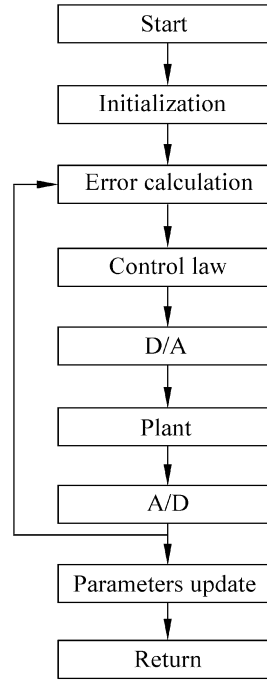 Start
Initialization
Error calculation
Control law
D/A
Plant
A/D
Parameters update
Return